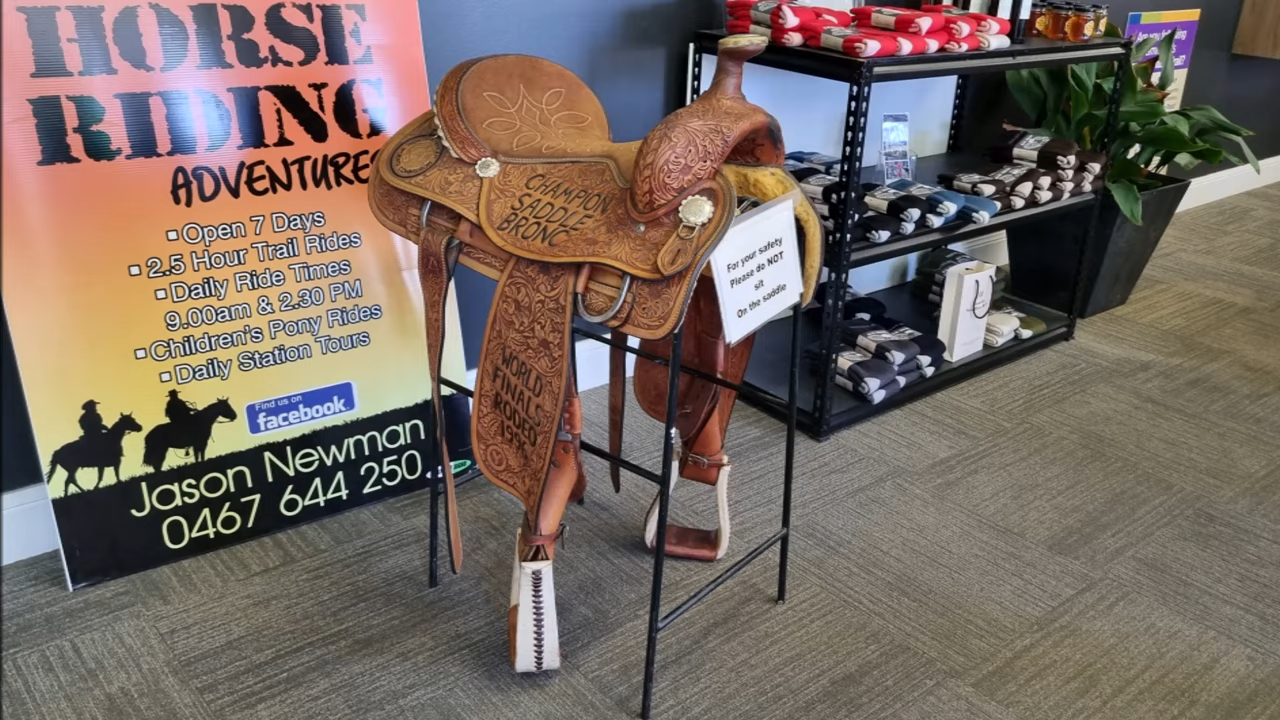 HORSE
RIDING
ADVENTURES
▪Open 7 Days
▪2.5 Hour Trail Rides
▪Daily Ride Times
9.00am & 2.30 PM
▪Children's Pony Rides
▪Daily Station Tours
Find us on
facebook
Jason Newman
0467 644 250
CHAMPION
SADDLE
BRONC
WORLD
FINALS
RODEO
For your safety
Please do NOT
sit
On the saddle